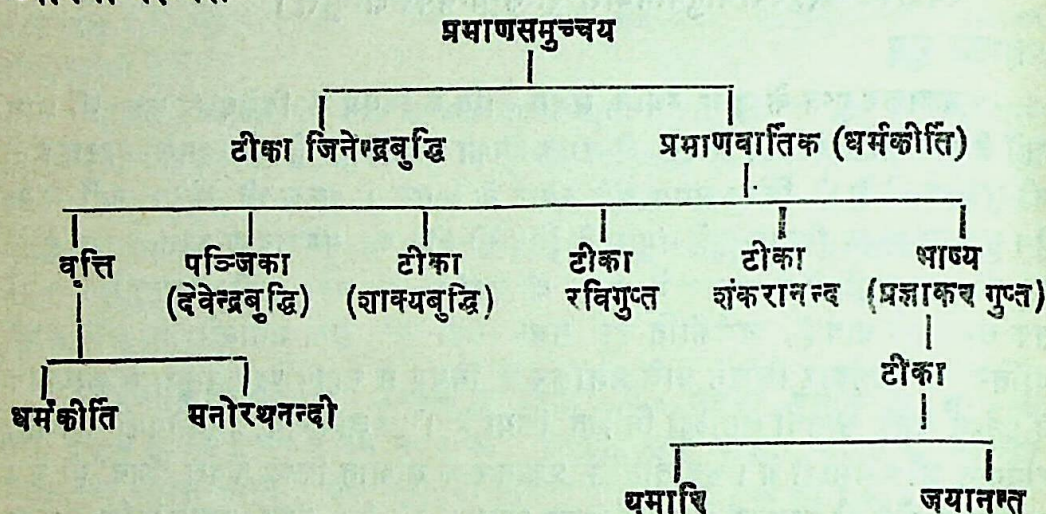 प्रमाणसमुच्चय
टीका जिनेन्द्रबुद्धि प्रमाणवार्तिक (धर्मकीर्ति)
वृत्ति पञ्जिका टीका टीका टीका भाष्य
(देवेन्द्रबुद्धि) (शाक्यबुद्धि) रविगुप्त शंकरानन्द (प्रज्ञाकर गुप्त)
टीका
धर्मकीर्ति मनोरथनन्दी
यमारि जयानन्त